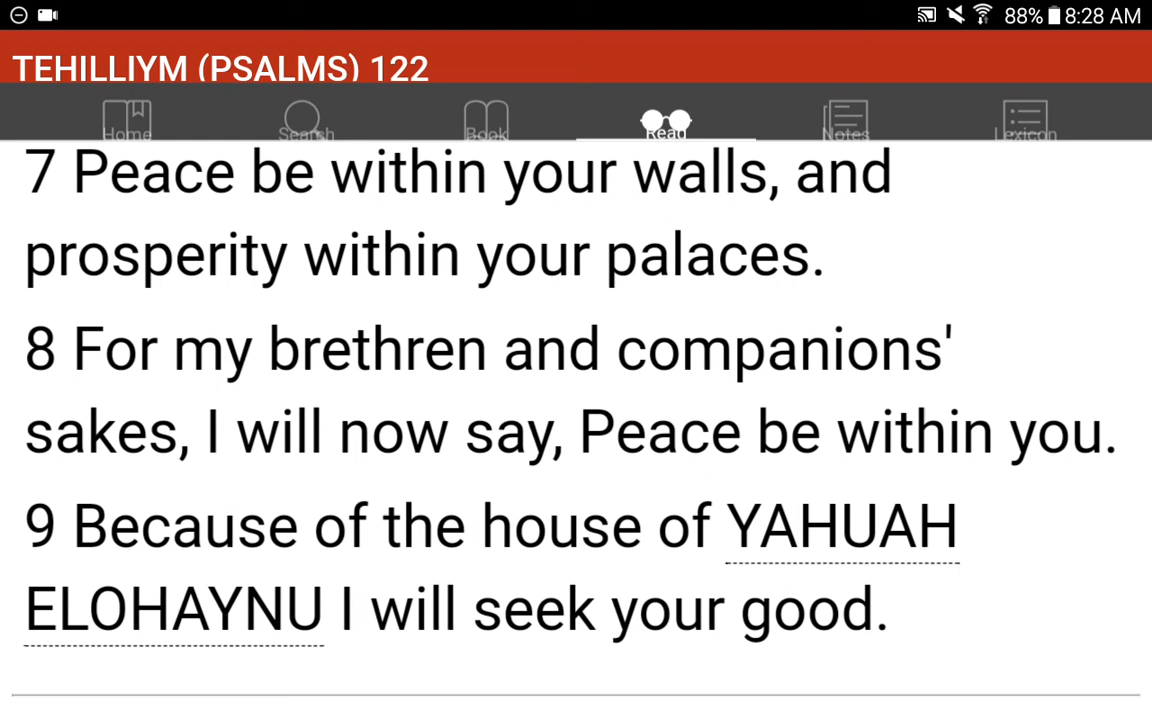 88% 8:28 AM
TEHILLIYM (PSALMS) 122
Home Search Book Read Notes Lexicon
7 Peace be within your walls, and
prosperity within your palaces.
8 For my brethren and companions'
sakes, I will now say, Peace be within you.
9 Because of the house of YAHUAH
ELOHAYNU I will seek your good.